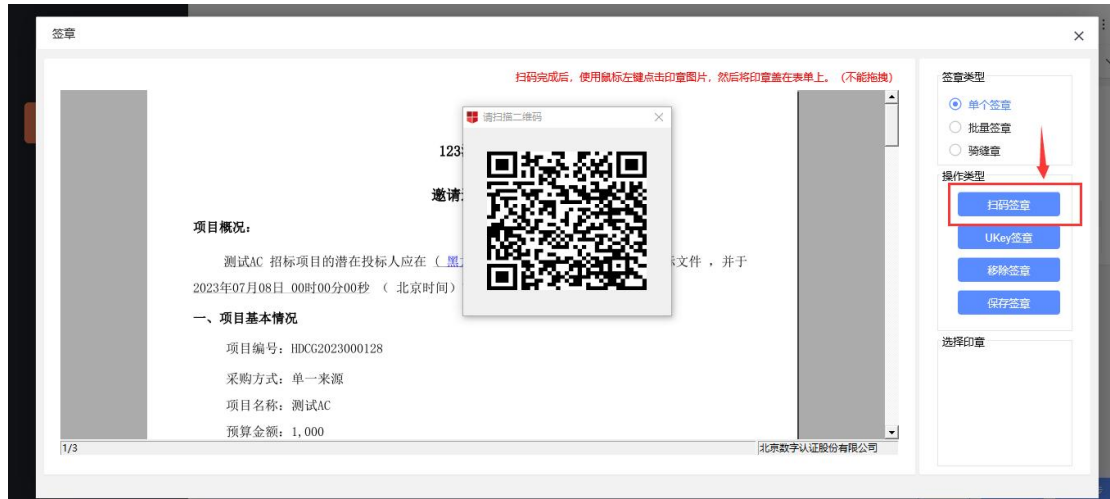 签章
扫码完成后，使用鼠标左键点击印章图片，然后将印章盖在表单上。（不能拖拽）
请扫描二维码
123
邀请
项目概况：
测试AC 招标项目的潜在投标人应在（
文件 ，并于
2023年07月08日 00时00分00秒 （ 北京时间）
一、项目基本情况
项目编号：HDCG2023000128
采购方式：单一来源
项目名称：测试AC
预算金额：1,000
1/3
北京数字认证股份有限公司
签章类型
单个签章
批量签章
骑缝章
操作类型
扫码签章
UKey签章
移除签章
保存签章
选择印章